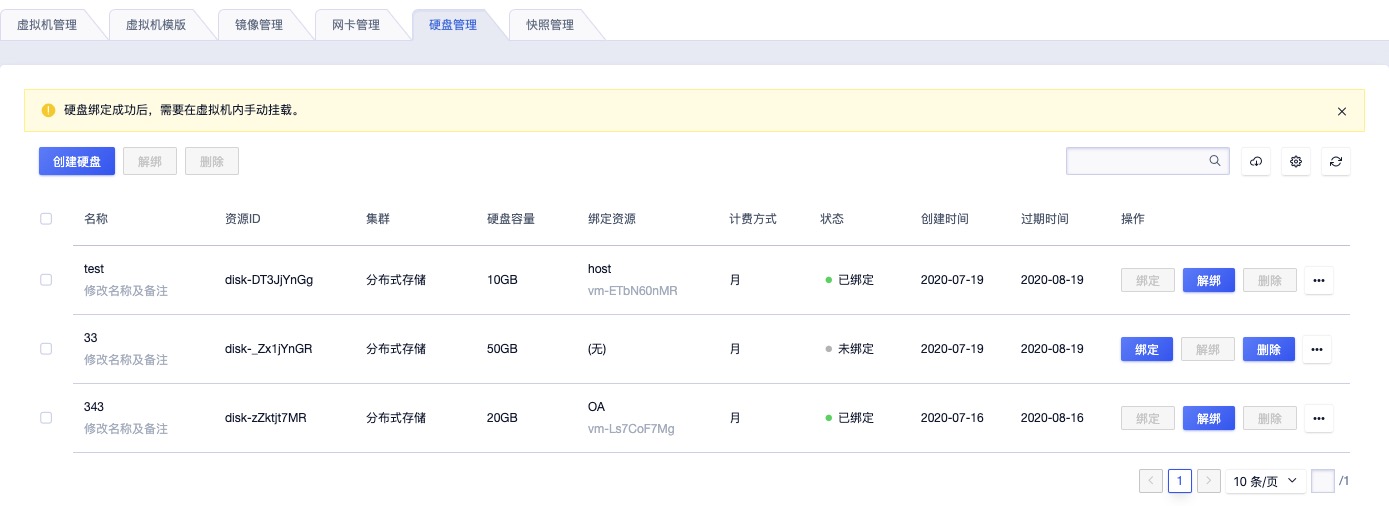 虚拟机管理 虚拟机模版 镜像管理 网卡管理 硬盘管理 快照管理
硬盘绑定成功后，需要在虚拟机内手动挂载。
创建硬盘 解绑 删除
名称 资源ID 集群 硬盘容量 绑定资源 计费方式 状态 创建时间 过期时间 操作
test 修改名称及备注 disk-DT3JjYnGg 分布式存储 10GB host vm-ETbN60nMR 月 已绑定 2020-07-19 2020-08-19 绑定 解绑 删除 •••
33 修改名称及备注 disk-_Zx1jYnGR 分布式存储 50GB (无) 月 未绑定 2020-07-19 2020-08-19 绑定 解绑 删除 •••
343 修改名称及备注 disk-zZktjt7MR 分布式存储 20GB OA vm-Ls7CoF7Mg 月 已绑定 2020-07-16 2020-08-16 绑定 解绑 删除 •••
1 10 条/页 /1